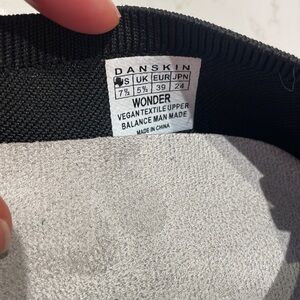 DANSKIN
S UK EUR JPN
7½ 5½ 39 24
WONDER
VEGAN TEXTILE UPPER
BALANCE MAN MADE
MADE IN CHINA